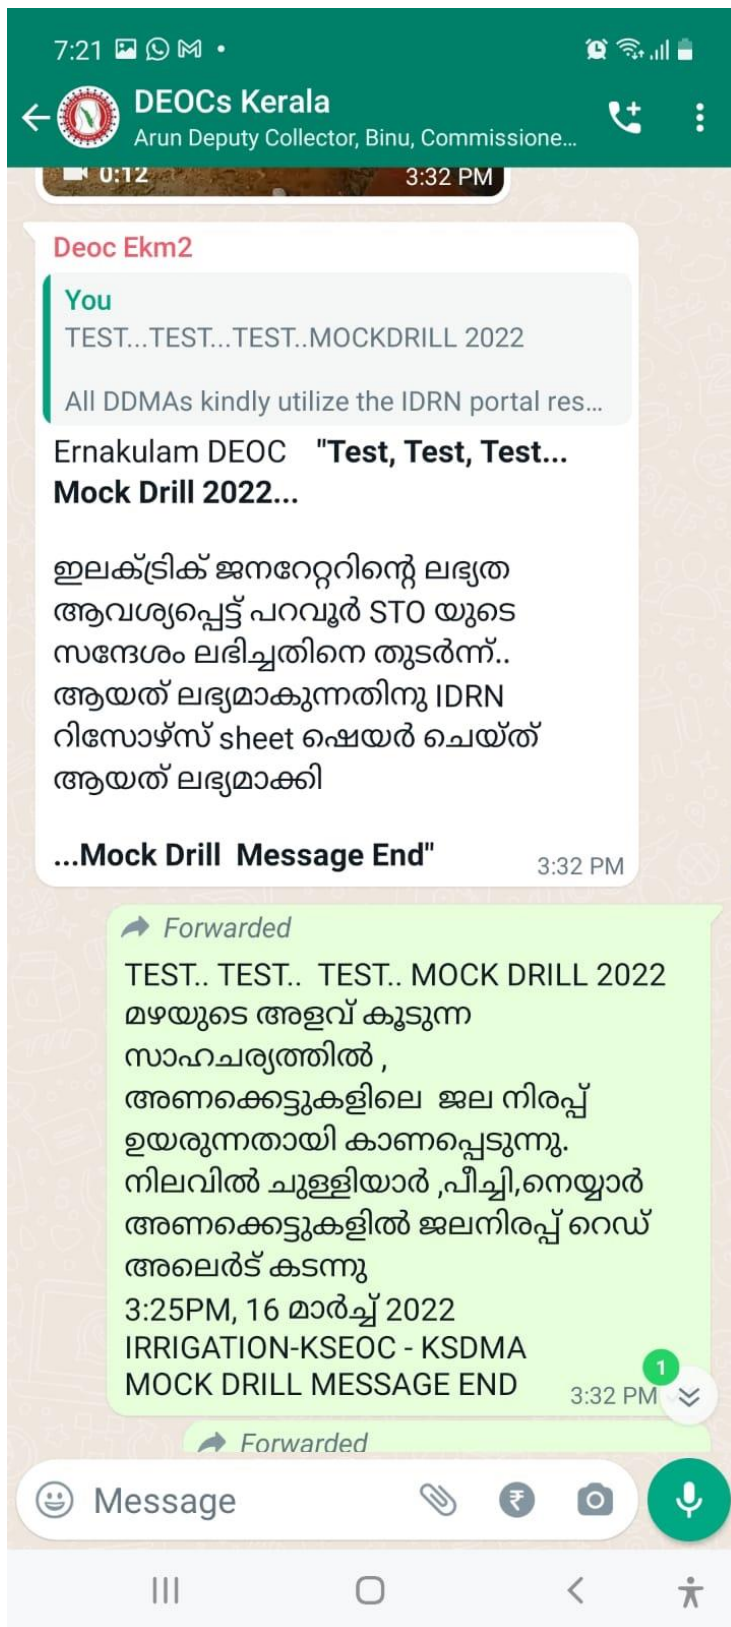 7:21
DEOCs Kerala
Arun Deputy Collector, Binu, Commissione...
0:12
3:32 PM
Deoc Ekm2
You
TEST...TEST...TEST..MOCKDRILL 2022
All DDMAs kindly utilize the IDRN portal res...
Ernakulam DEOC "Test, Test, Test...
Mock Drill 2022...
ഇലക്ട്രിക് ജനറേറ്ററിന്റെ ലഭ്യത
ആവശ്യപ്പെട്ട് പറവൂർ STO യുടെ
സന്ദേശം ലഭിച്ചതിനെ തുടർന്ന്..
ആയത് ലഭ്യമാകുന്നതിനു IDRN
റിസോഴ്സ് sheet ഷെയർ ചെയ്ത്
ആയത് ലഭ്യമാക്കി
...Mock Drill Message End"
3:32 PM
Forwarded
TEST.. TEST.. TEST.. MOCK DRILL 2022
മഴയുടെ അളവ് കൂടുന്ന
സാഹചര്യത്തിൽ ,
അണക്കെട്ടുകളിലെ ജല നിരപ്പ്
ഉയരുന്നതായി കാണപ്പെടുന്നു.
നിലവിൽ ചുള്ളിയാർ ,പീച്ചി,നെയ്യാർ
അണക്കെട്ടുകളിൽ ജലനിരപ്പ് റെഡ്
അലെർട് കടന്നു
3:25PM, 16 മാർച്ച് 2022
IRRIGATION-KSEOC - KSDMA
MOCK DRILL MESSAGE END
3:32 PM
1
Forwarded
Message